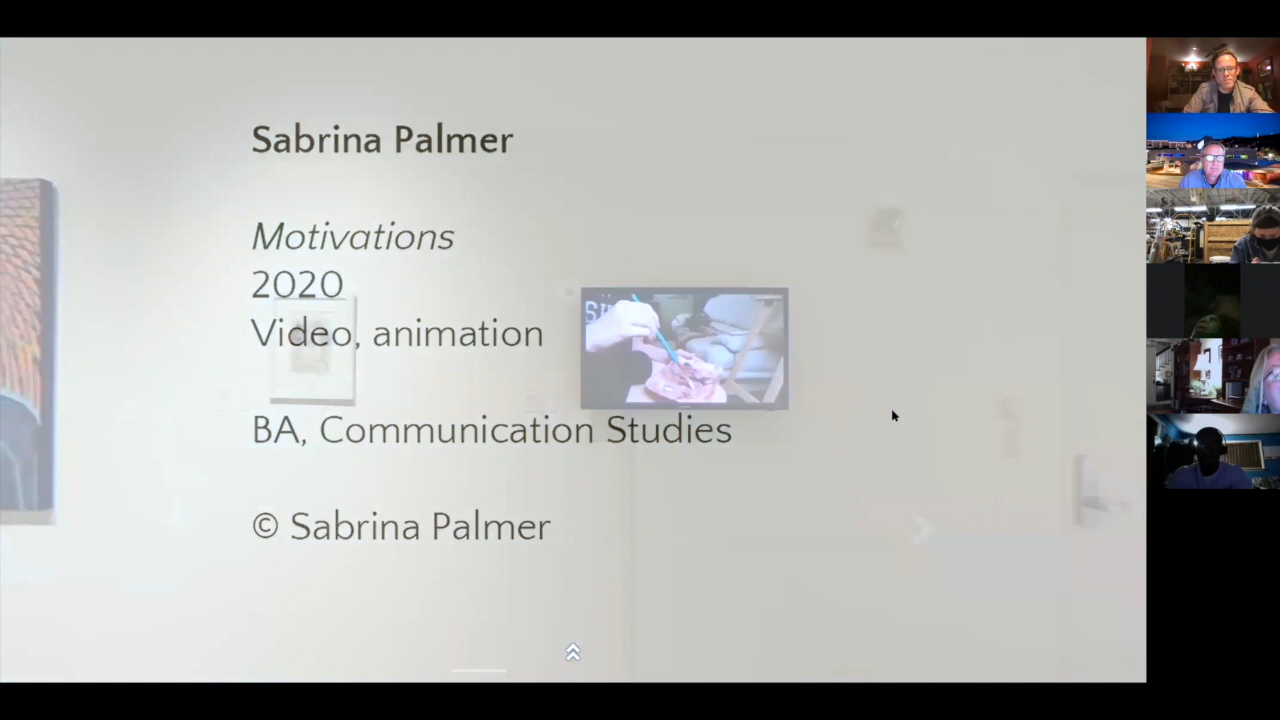 Sabrina Palmer
Motivations
2020
Video, animation
BA, Communication Studies
© Sabrina Palmer